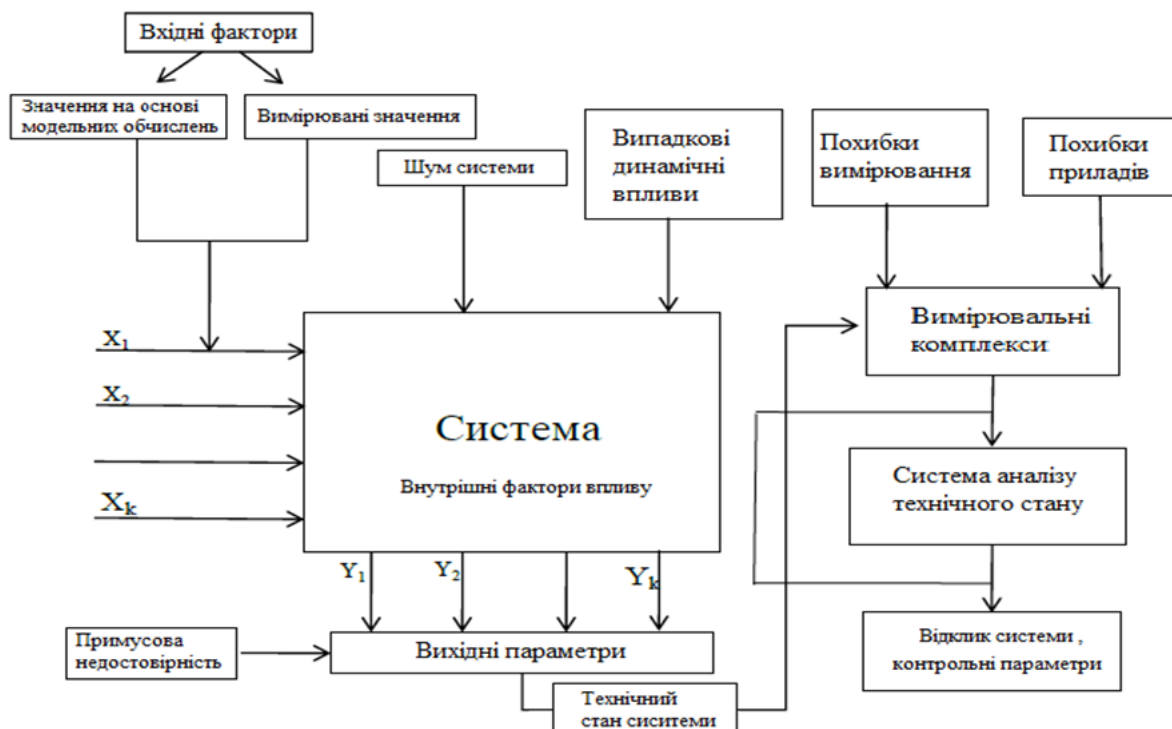 Вхідні фактори
Значення на основі
модельних обчислень
Вимірювані значення
Шум системи
Випадкові
динамічні
впливи
Похибки
вимірювання
Похибки
приладів
X₁
X₂
Xₖ
Система
Внутрішні фактори впливу
Вимірювальні
комплекси
Система аналізу
технічного стану
Y₁
Y₂
Yₖ
Примусова
недостовірність
Вихідні параметри
Відклик системи ,
контрольні параметри
Технічний
стан сиситеми